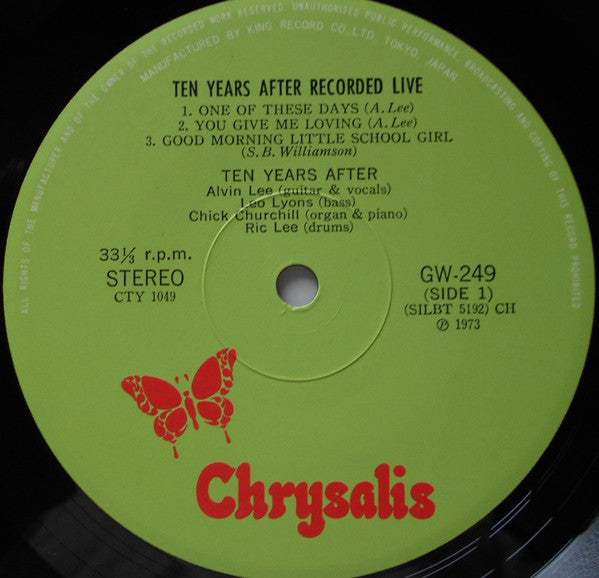 ALL RIGHTS OF THE MANUFACTURER AND OF THE OWNER OF THE RECORDED WORK RESERVED. UNAUTHORISED PUBLIC PERFORMANCE, BROADCASTING AND COPYING OF THIS RECORD PROHIBITED
MANUFACTURED BY KING RECORD CO., LTD. TOKYO, JAPAN.
TEN YEARS AFTER RECORDED LIVE
1. ONE OF THESE DAYS (A. Lee)
2. YOU GIVE ME LOVING (A. Lee)
3. GOOD MORNING LITTLE SCHOOL GIRL
(S. B. Williamson)
TEN YEARS AFTER
Alvin Lee (guitar & vocals)
Leo Lyons (bass)
Chick Churchill (organ & piano)
Ric Lee (drums)
33⅓ r.p.m.
STEREO
CTY 1049
GW-249
(SIDE 1)
(SILBT 5192) CH
℗ 1973
Chrysalis